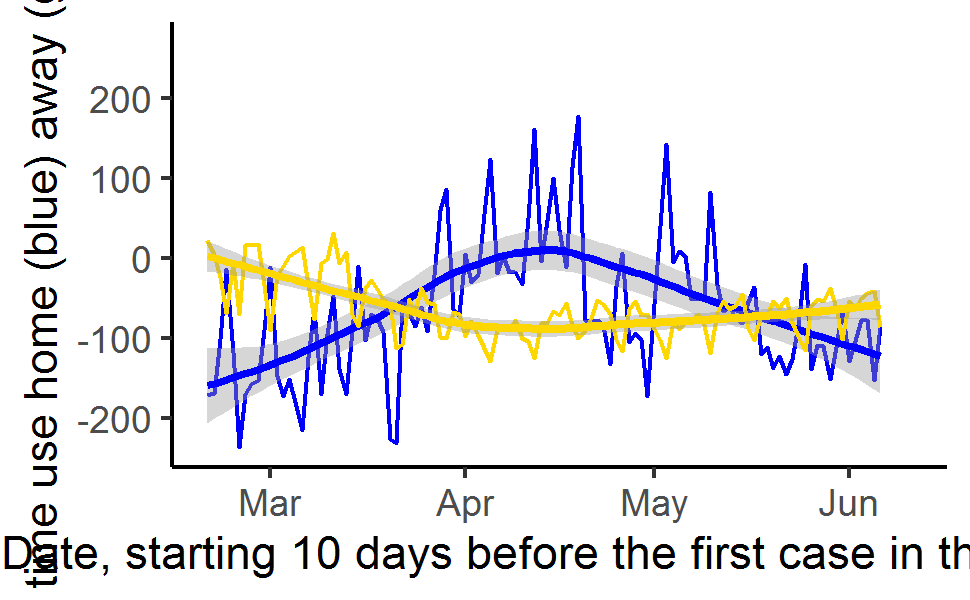 time use home (blue) away (
200
100
0
-100
-200
Mar Apr May Jun
Date, starting 10 days before the first case in th